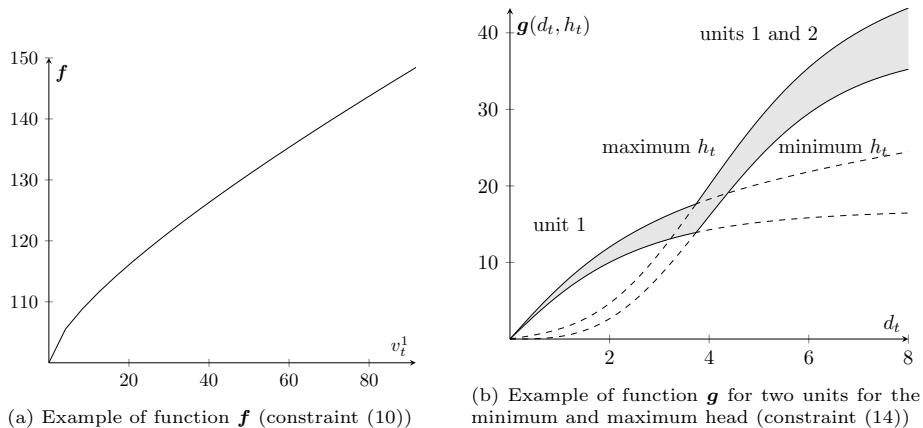 150
f
140
130
120
110
20
40
60
80
v_t^1
(a) Example of function f (constraint (10))
g(d_t, h_t)
40
units 1 and 2
30
maximum h_t
minimum h_t
20
unit 1
10
d_t
2
4
6
8
(b) Example of function g for two units for the
minimum and maximum head (constraint (14))